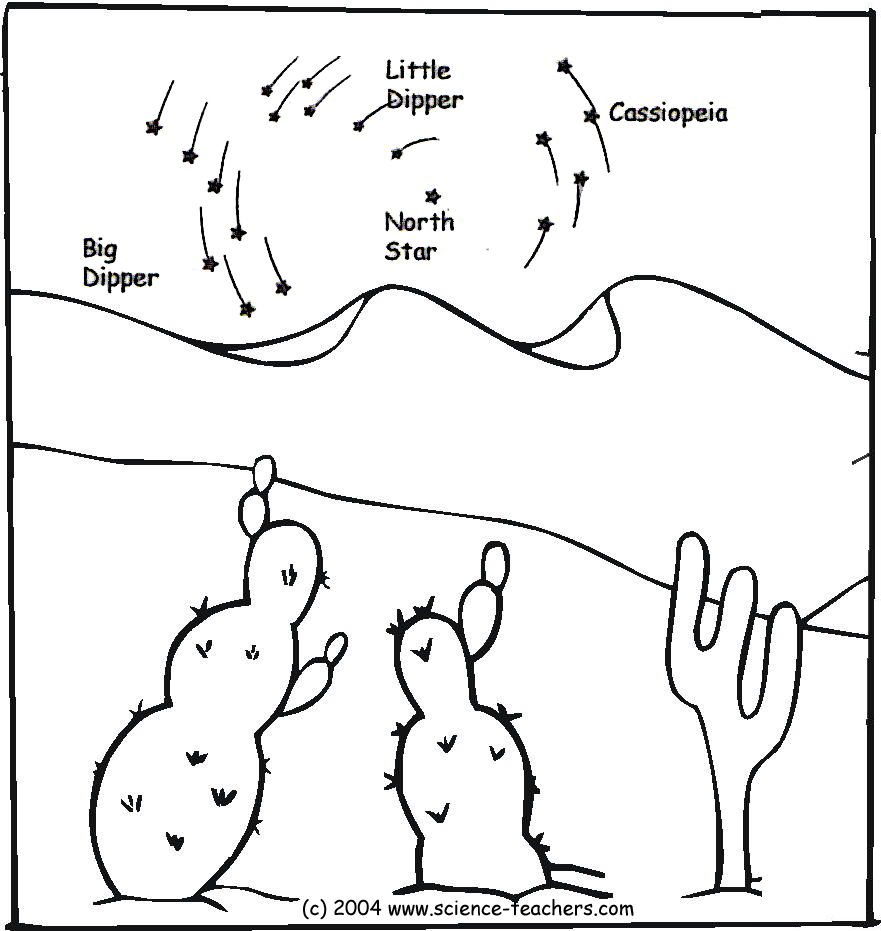 Little
Dipper
Cassiopeia
North
Star
Big
Dipper
(c) 2004 www.science-teachers.com